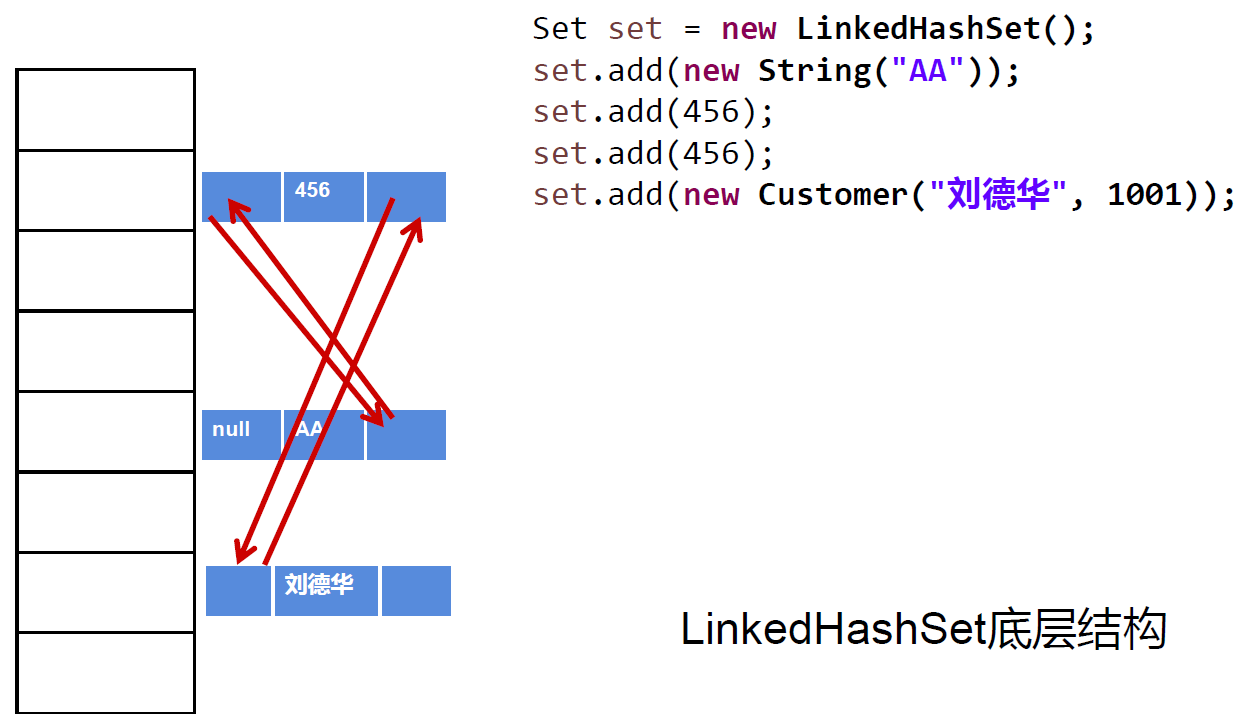 Set set = new LinkedHashSet();
set.add(new String("AA"));
set.add(456);
set.add(456);
set.add(new Customer("刘德华", 1001));
456
null AA
刘德华
LinkedHashSet底层结构